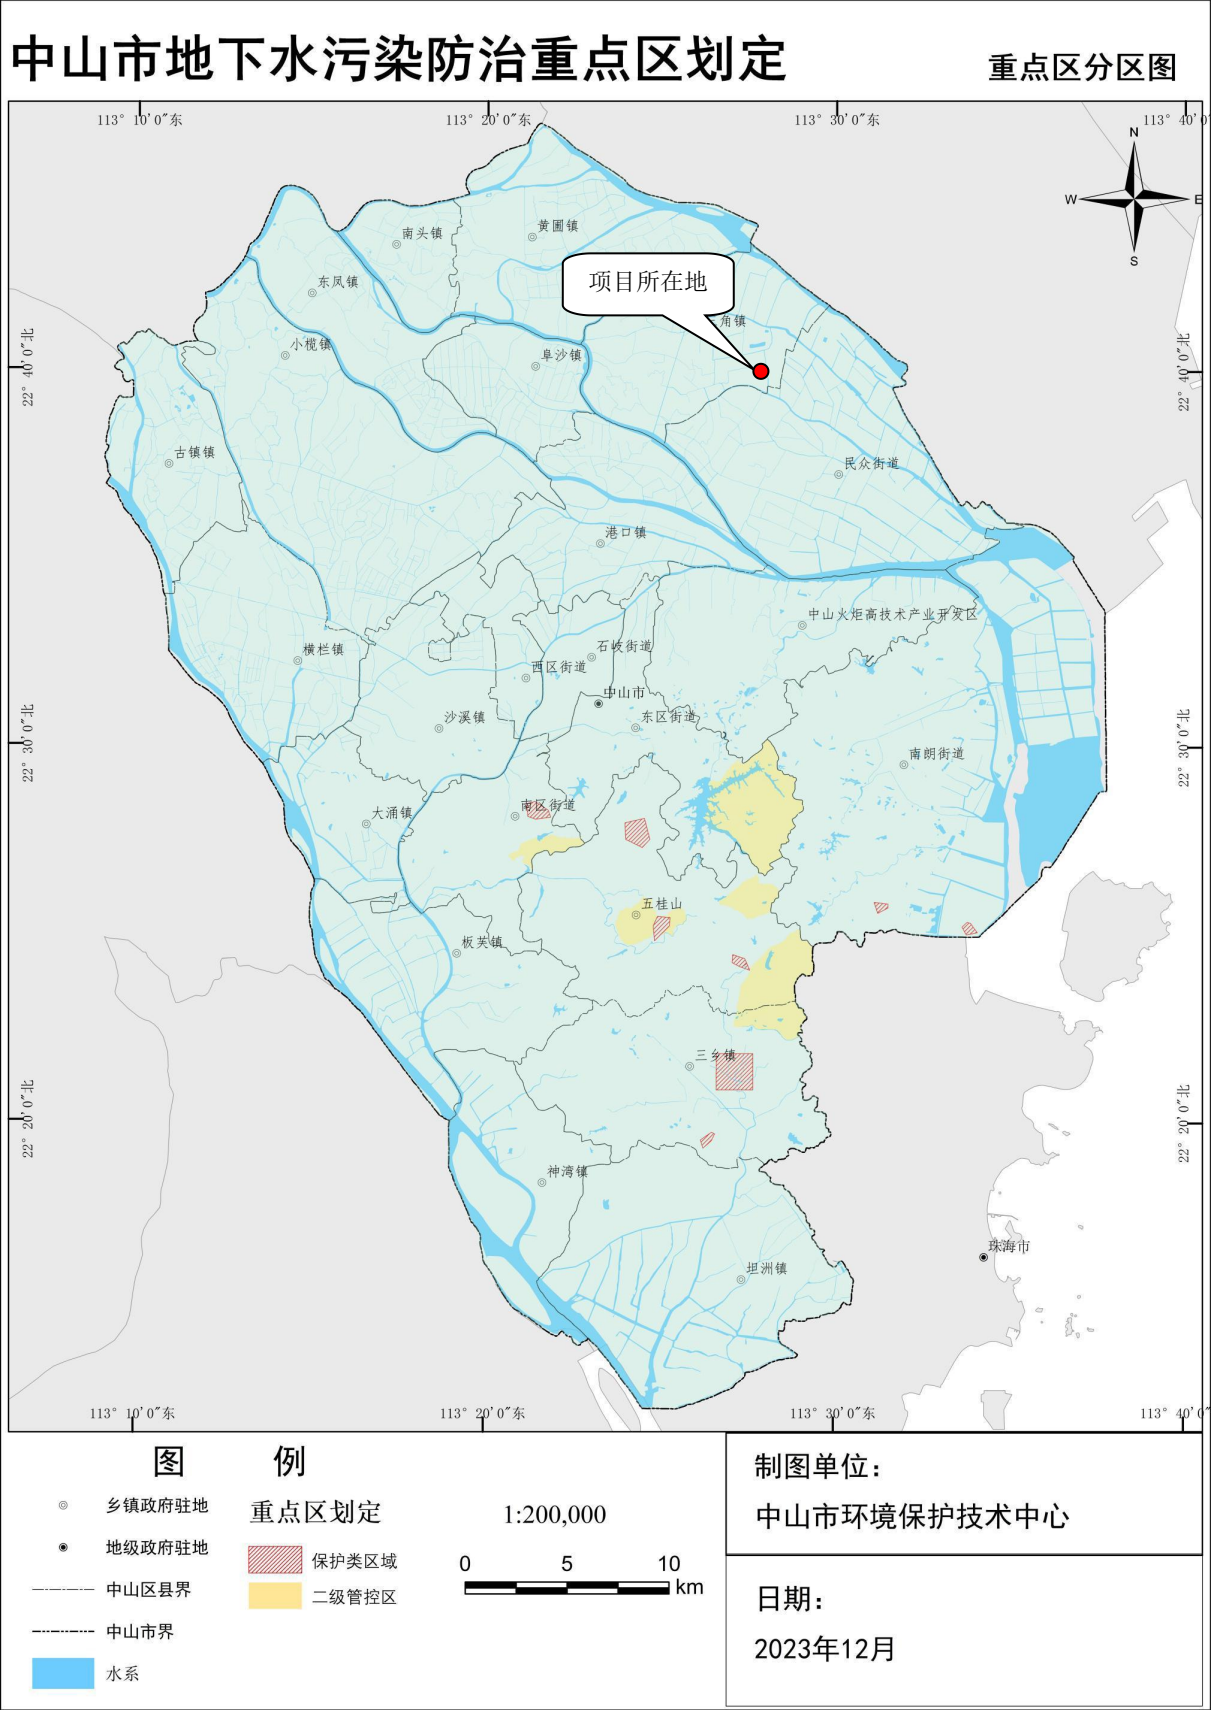 中山市地下水污染防治重点区划定
重点区分区图
113° 10′0″东
113° 20′0″东
113° 30′0″东
113° 40′0″
N
W
E
S
黄圃镇
南头镇
项目所在地
东凤镇
角镇
小榄镇
阜沙镇
22° 40′0″北
22° 40′0″北
古镇镇
民众街道
港口镇
中山火炬高技术产业开发区
横栏镇
石岐街道
西区街道
中山市
沙溪镇
东区街道
22° 30′0″北
22° 30′0″北
南朗街道
大涌镇
南区街道
五桂山
板芙镇
三乡镇
22° 20′0″北
22° 20′0″北
神湾镇
珠海市
坦洲镇
113° 10′0″东
113° 20′0″东
113° 30′0″东
113° 40′0″
图 例
乡镇政府驻地
地级政府驻地
中山区县界
中山市界
水系
重点区划定
保护类区域
二级管控区
1:200,000
0 5 10
km
制图单位：
中山市环境保护技术中心
日期：
2023年12月